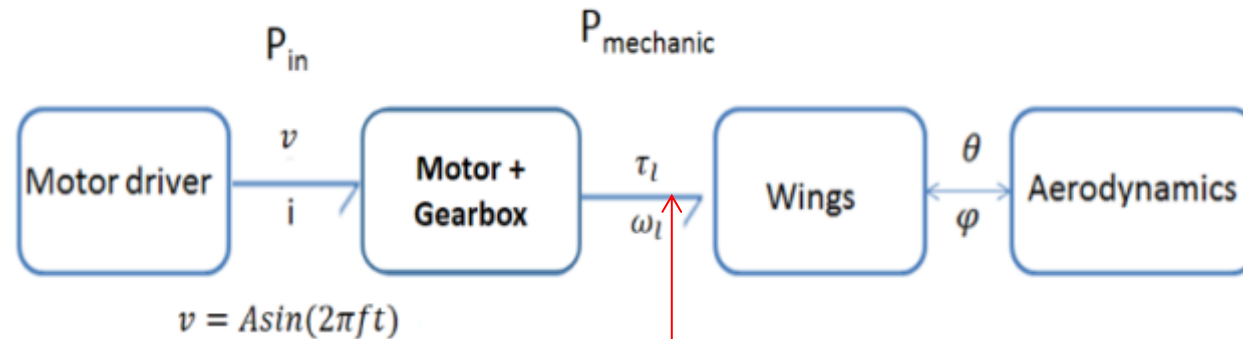 P_in
P_mechanic
Motor driver
v
i
Motor +
Gearbox
τ_l
ω_l
Wings
θ
φ
Aerodynamics
v = Asin(2πft)